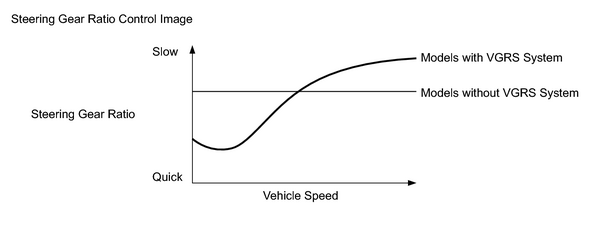 Steering Gear Ratio Control Image
Slow
Models with VGRS System
Models without VGRS System
Steering Gear Ratio
Quick
Vehicle Speed